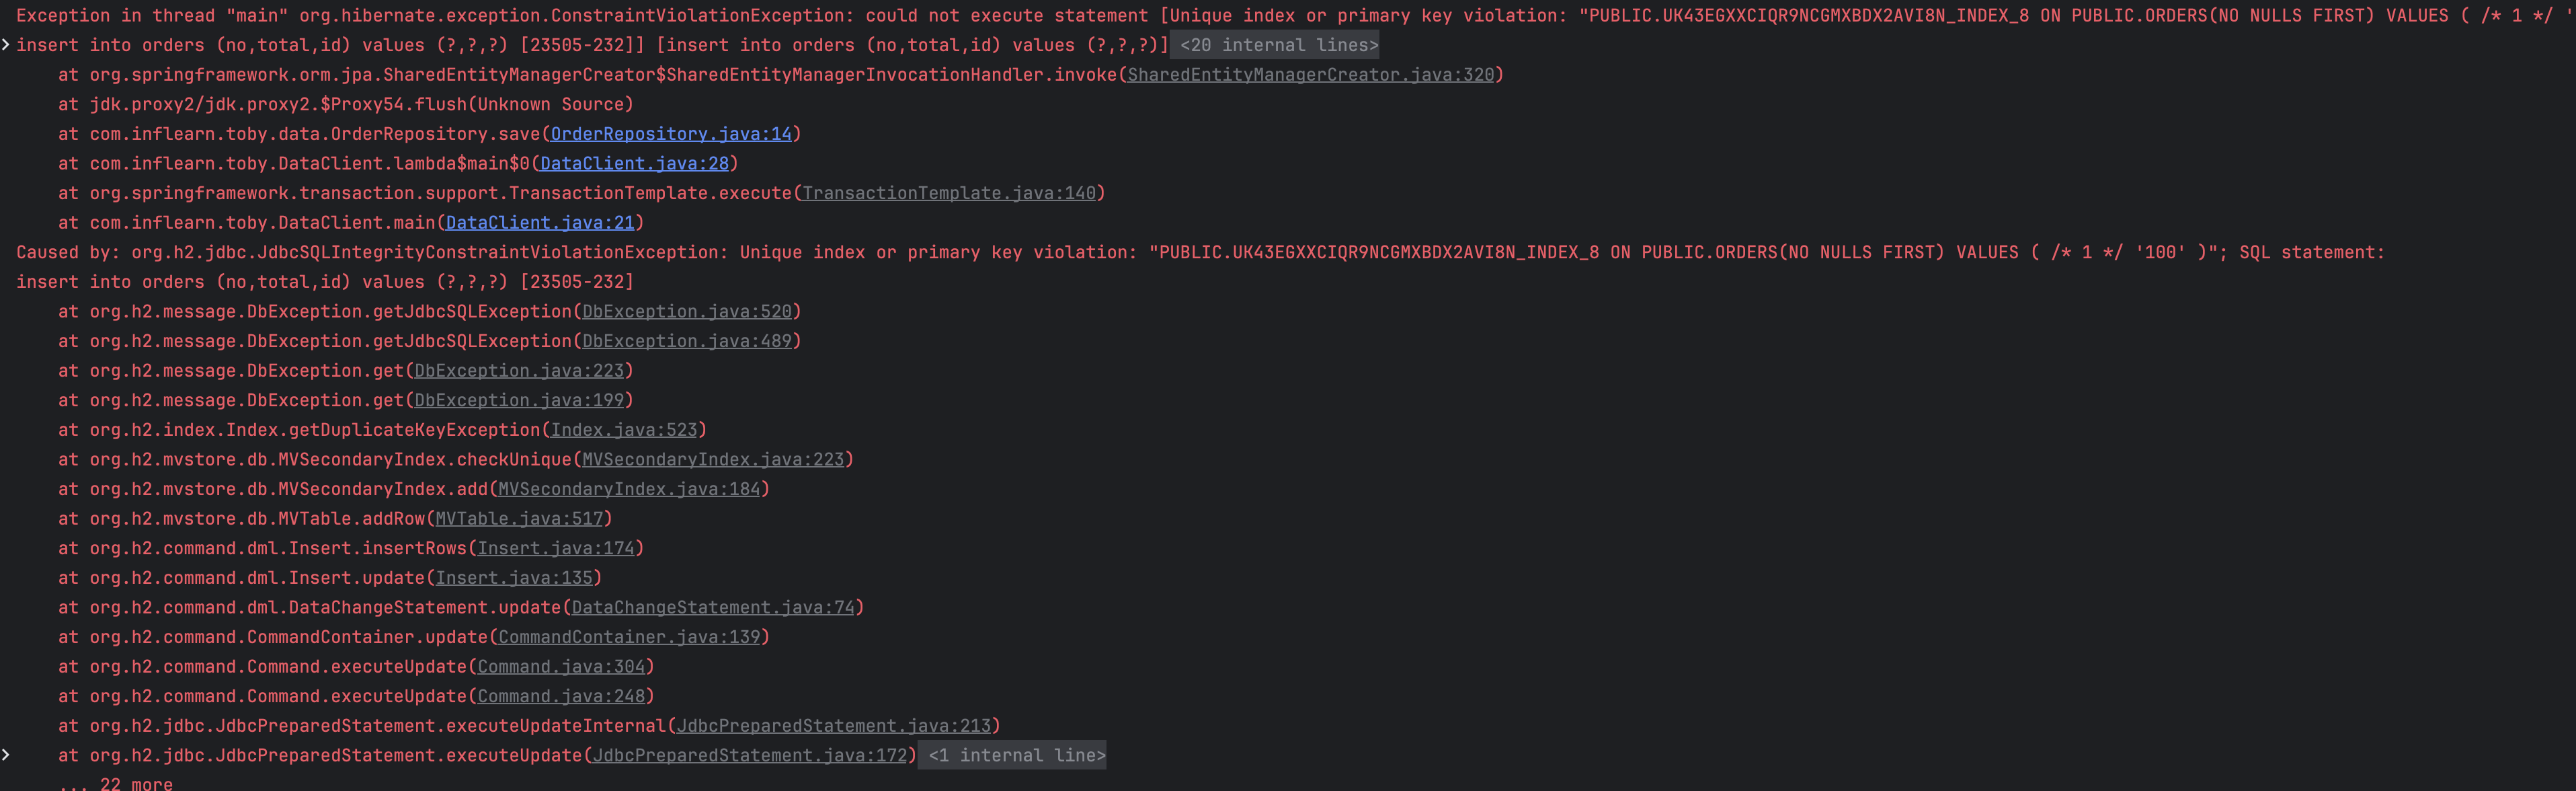 Exception in thread "main" org.hibernate.exception.ConstraintViolationException: could not execute statement [Unique index or primary key violation: "PUBLIC.UK43EGXXCIQR9NCGMXBDX2AVI8N_INDEX_8 ON PUBLIC.ORDERS(NO NULLS FIRST) VALUES ( /* 1 */ '
insert into orders (no,total,id) values (?,?,?) [23505-232]] [insert into orders (no,total,id) values (?,?,?)] <20 internal lines>
at org.springframework.orm.jpa.SharedEntityManagerCreator$SharedEntityManagerInvocationHandler.invoke(SharedEntityManagerCreator.java:320)
at jdk.proxy2/jdk.proxy2.$Proxy54.flush(Unknown Source)
at com.inflearn.toby.data.OrderRepository.save(OrderRepository.java:14)
at com.inflearn.toby.DataClient.lambda$main$0(DataClient.java:28)
at org.springframework.transaction.support.TransactionTemplate.execute(TransactionTemplate.java:140)
at com.inflearn.toby.DataClient.main(DataClient.java:21)
Caused by: org.h2.jdbc.JdbcSQLIntegrityConstraintViolationException: Unique index or primary key violation: "PUBLIC.UK43EGXXCIQR9NCGMXBDX2AVI8N_INDEX_8 ON PUBLIC.ORDERS(NO NULLS FIRST) VALUES ( /* 1 */ '100' )"; SQL statement:
insert into orders (no,total,id) values (?,?,?) [23505-232]
at org.h2.message.DbException.getJdbcSQLException(DbException.java:520)
at org.h2.message.DbException.getJdbcSQLException(DbException.java:489)
at org.h2.message.DbException.get(DbException.java:223)
at org.h2.message.DbException.get(DbException.java:199)
at org.h2.index.Index.getDuplicateKeyException(Index.java:523)
at org.h2.mvstore.db.MVSecondaryIndex.checkUnique(MVSecondaryIndex.java:223)
at org.h2.mvstore.db.MVSecondaryIndex.add(MVSecondaryIndex.java:184)
at org.h2.mvstore.db.MVTable.addRow(MVTable.java:517)
at org.h2.command.dml.Insert.insertRows(Insert.java:174)
at org.h2.command.dml.Insert.update(Insert.java:135)
at org.h2.command.dml.DataChangeStatement.update(DataChangeStatement.java:74)
at org.h2.command.CommandContainer.update(CommandContainer.java:139)
at org.h2.command.Command.executeUpdate(Command.java:304)
at org.h2.command.Command.executeUpdate(Command.java:248)
at org.h2.jdbc.JdbcPreparedStatement.executeUpdateInternal(JdbcPreparedStatement.java:213)
at org.h2.jdbc.JdbcPreparedStatement.executeUpdate(JdbcPreparedStatement.java:172) <1 internal line>
... 22 more